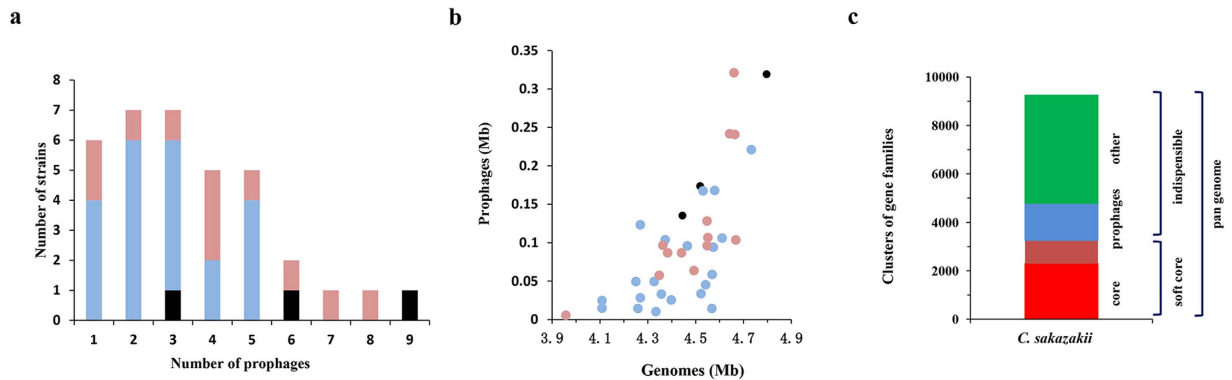 a
8
7
6
5
4
3
2
1
0
Number of strains
1 2 3 4 5 6 7 8 9
Number of prophages
b
0.35
0.3
0.25
0.2
0.15
0.1
0.05
0
Prophages (Mb)
3.9 4.1 4.3 4.5 4.7 4.9
Genomes (Mb)
c
10000
8000
6000
4000
2000
0
Clusters of gene families
C. sakazakii
core
prophages
other
soft core
indispensible
pan genome